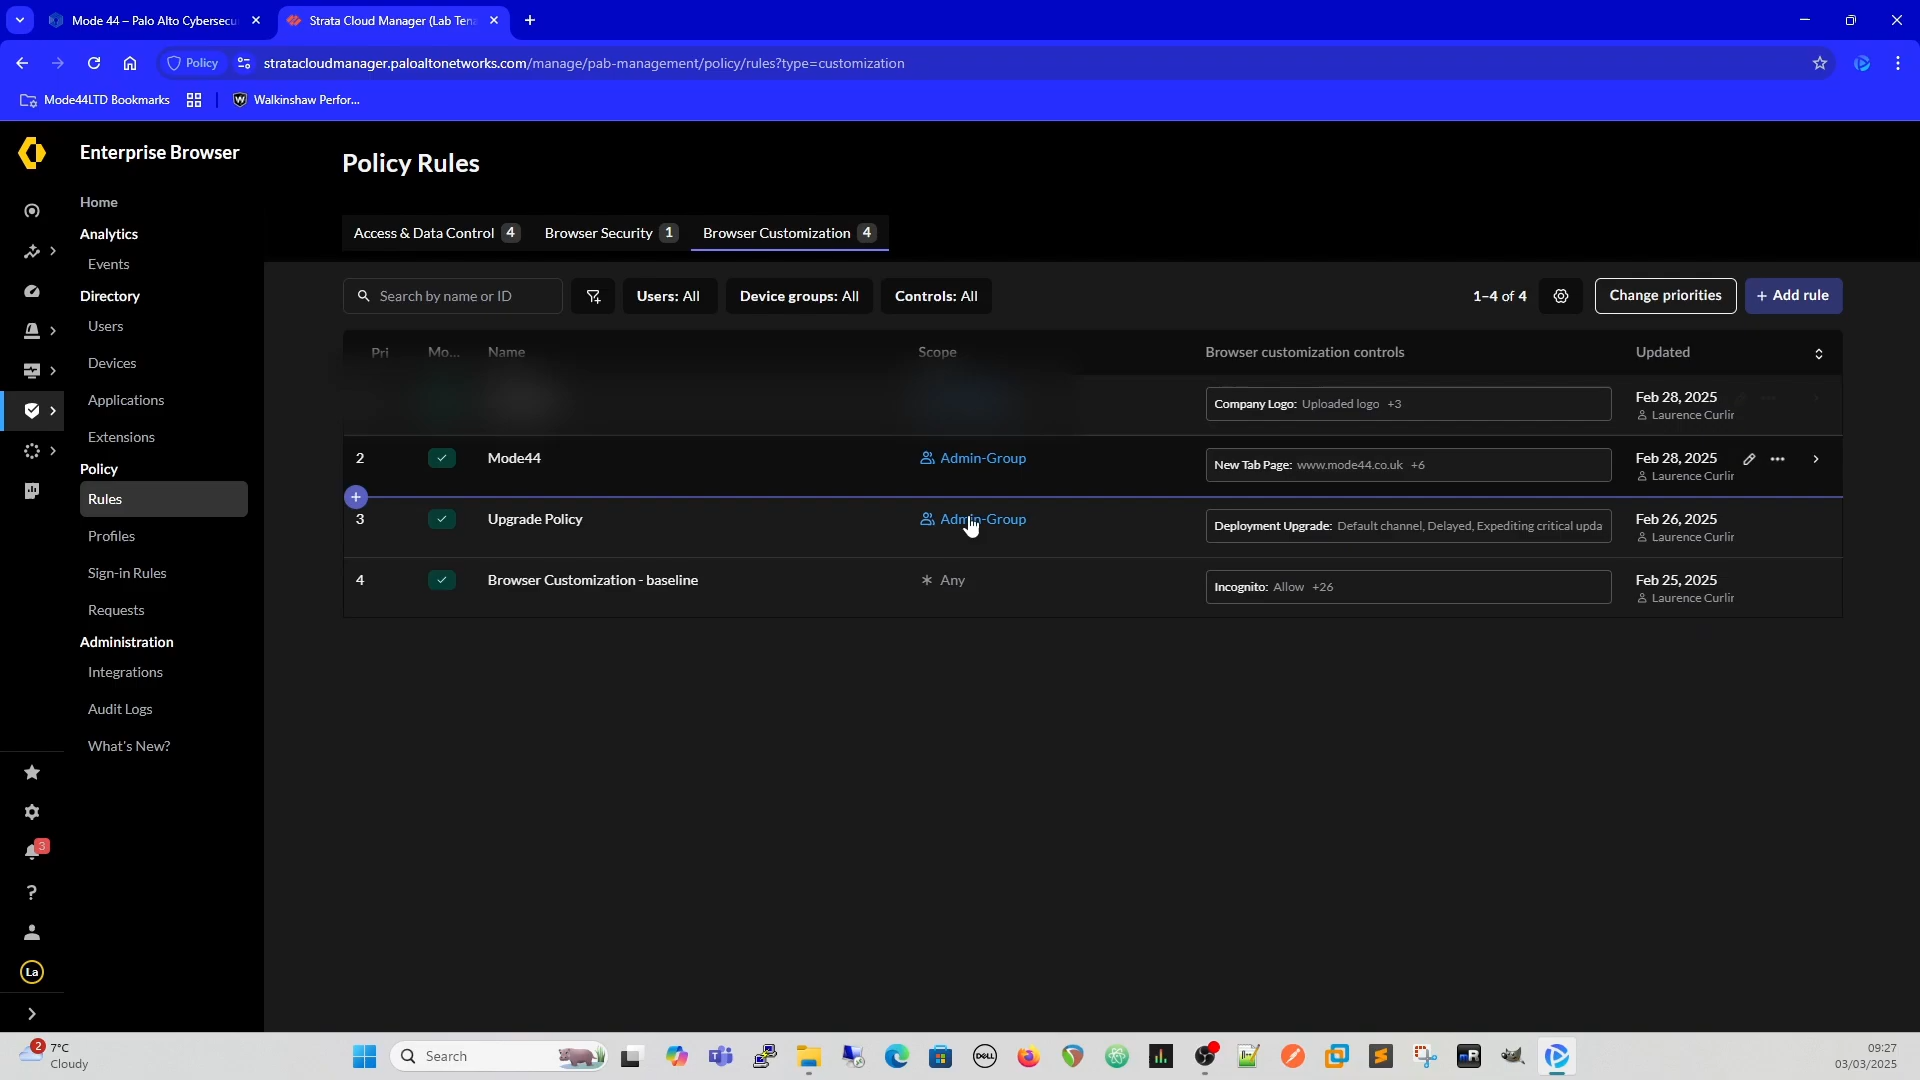 Mode 44 – Palo Alto Cybersecu
Strata Cloud Manager (Lab Ten
Policy
stratacloudmanager.paloaltonetworks.com/manage/pab-management/policy/rules?type=customization
Mode44LTD Bookmarks
Walkinshaw Perfor...
Enterprise Browser
Home
Analytics
Events
Directory
Users
Devices
Applications
Extensions
Policy
Rules
Profiles
Sign-in Rules
Requests
Administration
Integrations
Audit Logs
What's New?
3
La
Policy Rules
Access & Data Control 4
Browser Security 1
Browser Customization 4
Search by name or ID
Users: All
Device groups: All
Controls: All
1–4 of 4
Change priorities
+ Add rule
Pri Mo... Name Scope Browser customization controls Updated
Company Logo: Uploaded logo +3 Feb 28, 2025
Laurence Curlir
2 Mode44 Admin-Group New Tab Page: www.mode44.co.uk +6 Feb 28, 2025
Laurence Curlir
3 Upgrade Policy Admin-Group Deployment Upgrade: Default channel, Delayed, Expediting critical upda Feb 26, 2025
Laurence Curlir
4 Browser Customization - baseline Any Incognito: Allow +26 Feb 25, 2025
Laurence Curlir
2
7°C
Cloudy
Search
DELL
mR
09:27
03/03/2025